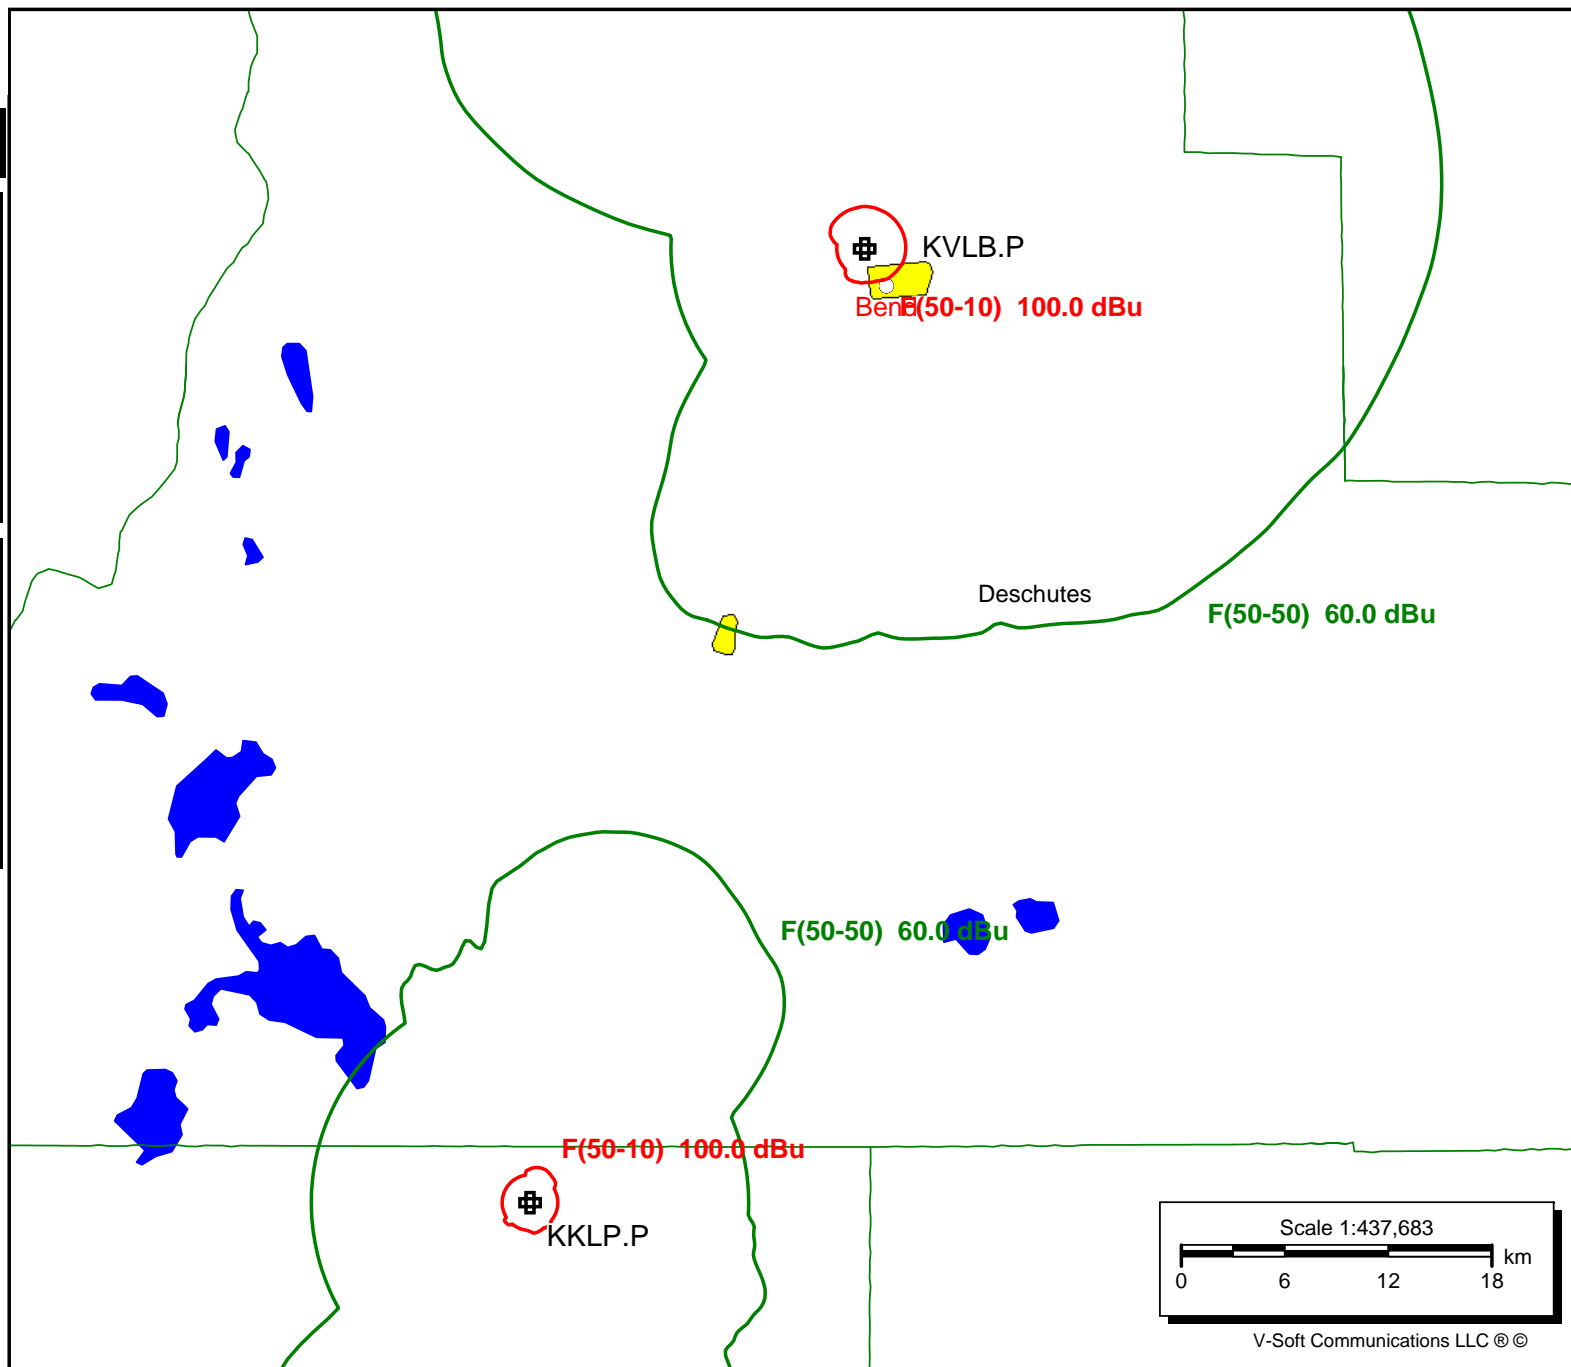 KVLB.P
Bend
F(50-10) 100.0 dBu
Deschutes
F(50-50) 60.0 dBu
F(50-50) 60.0 dBu
F(50-10) 100.0 dBu
KKLP.P
Scale 1:437,683
km
0 6 12 18
V-Soft Communications LLC ® ©